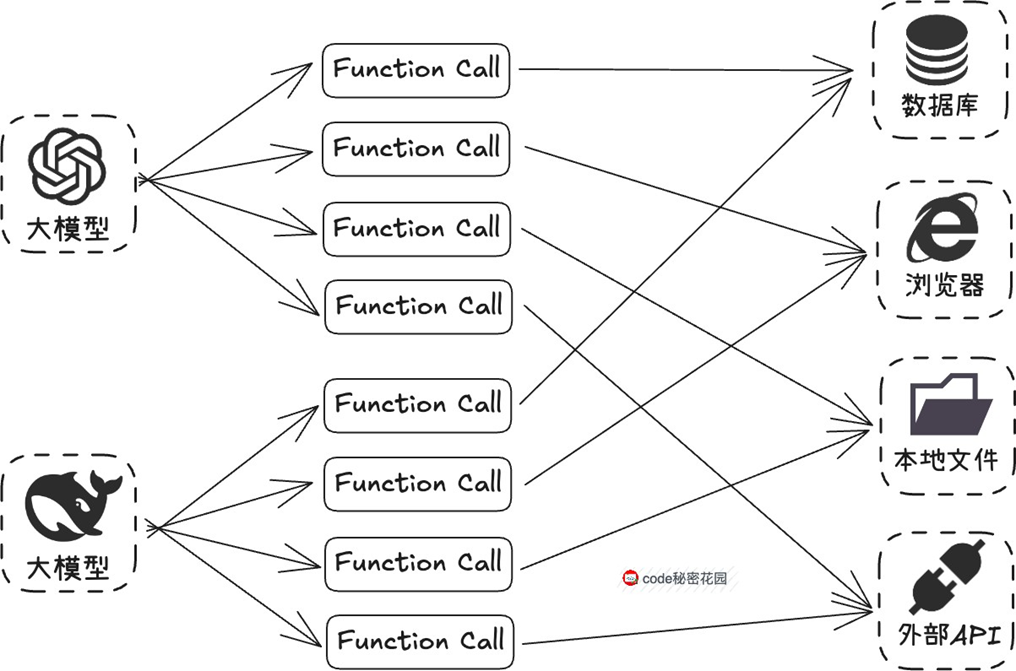 Function Call
数据库
Function Call
大模型
Function Call
浏览器
Function Call
Function Call
本地文件
Function Call
大模型
Function Call
code秘密花园
Function Call
外部API